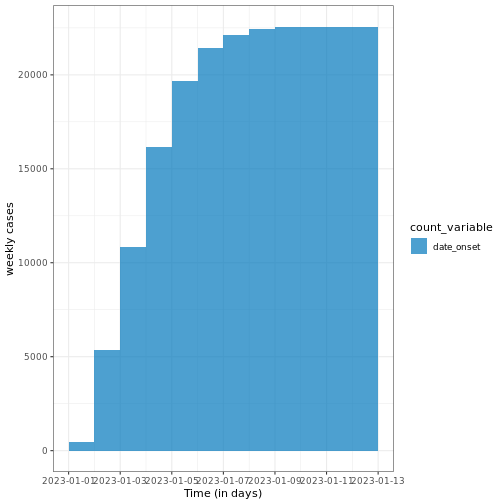 weekly cases
20000
15000
10000
5000
0
2023-01-01 2023-01-03 2023-01-05 2023-01-07 2023-01-09 2023-01-11 2023-01-13
Time (in days)
count_variable
date_onset